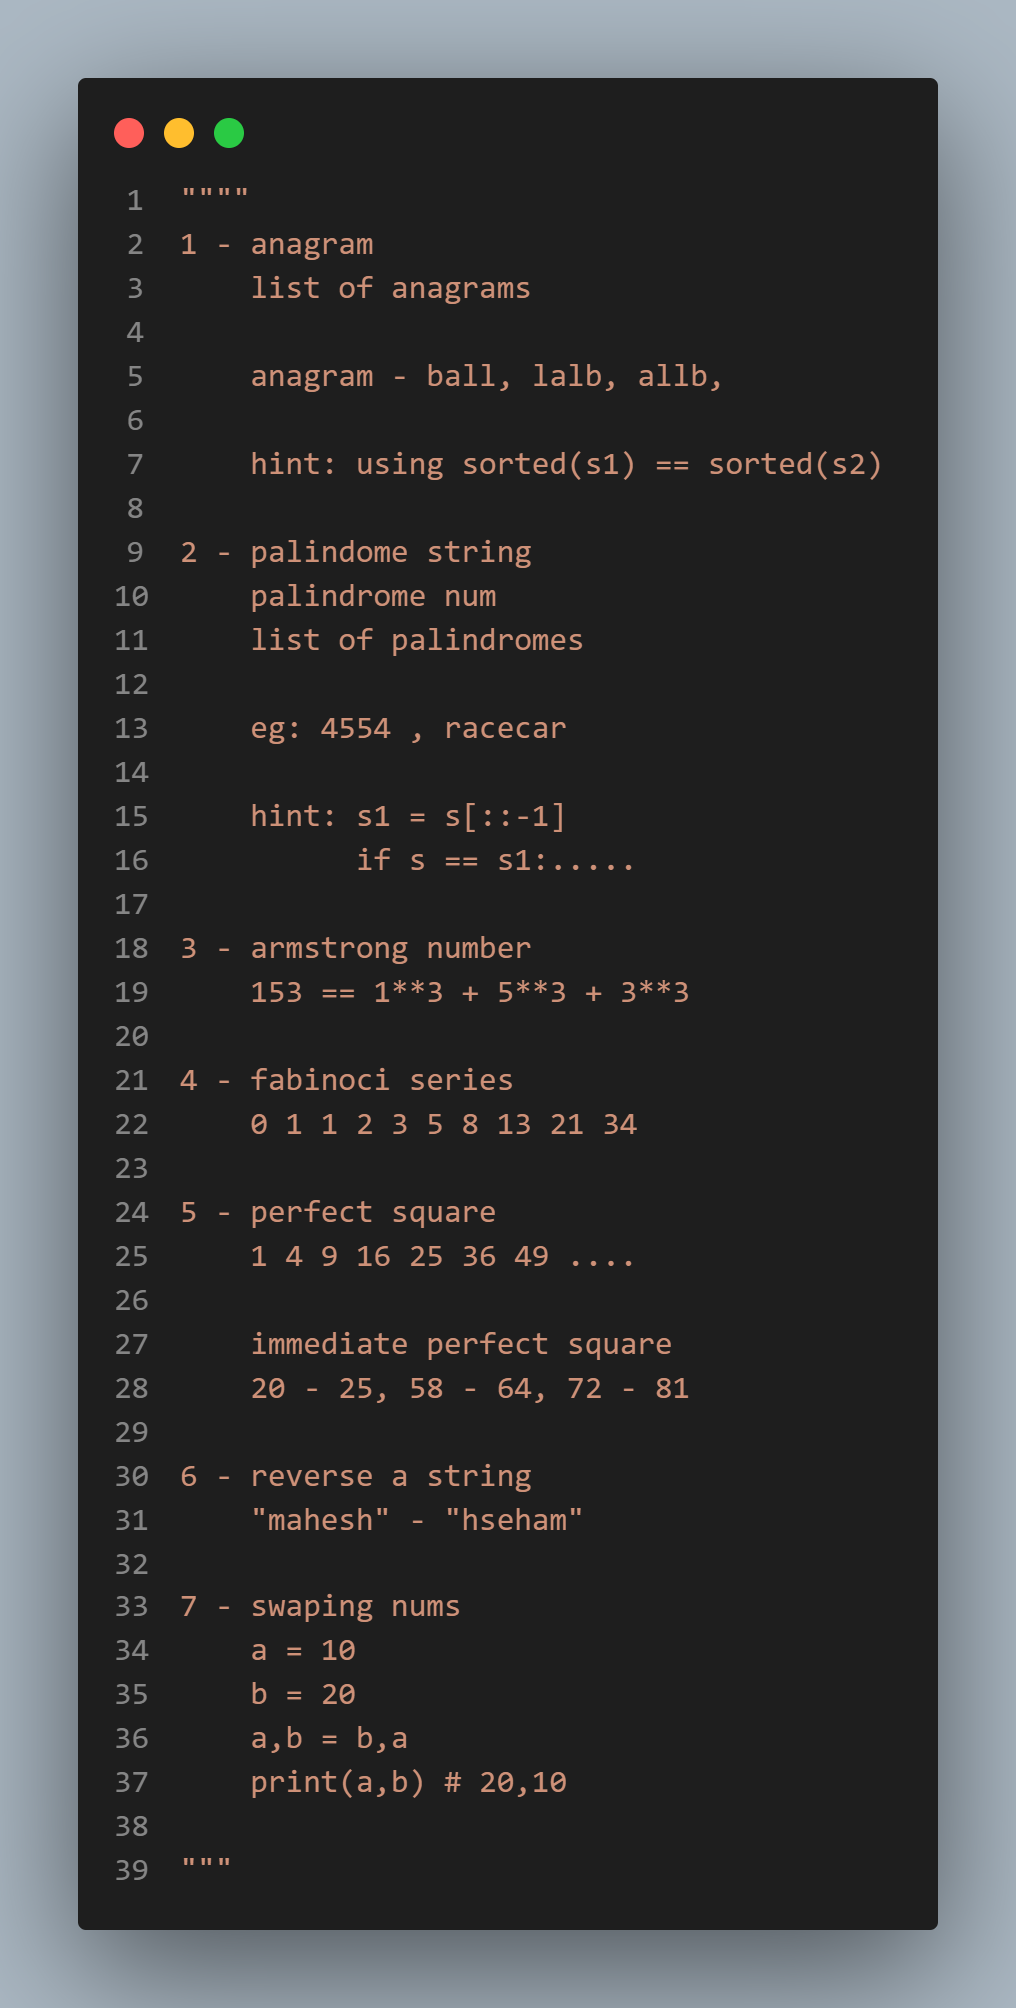 1 """"
2 1 - anagram
3     list of anagrams
4
5     anagram - ball, lalb, allb,
6
7     hint: using sorted(s1) == sorted(s2)
8
9 2 - palindome string
10     palindrome num
11     list of palindromes
12
13     eg: 4554 , racecar
14
15     hint: s1 = s[::-1]
16           if s == s1:.....
17
18 3 - armstrong number
19     153 == 1**3 + 5**3 + 3**3
20
21 4 - fabinoci series
22     0 1 1 2 3 5 8 13 21 34
23
24 5 - perfect square
25     1 4 9 16 25 36 49 ....
26
27     immediate perfect square
28     20 - 25, 58 - 64, 72 - 81
29
30 6 - reverse a string
31     "mahesh" - "hseham"
32
33 7 - swaping nums
34     a = 10
35     b = 20
36     a,b = b,a
37     print(a,b) # 20,10
38
39 """